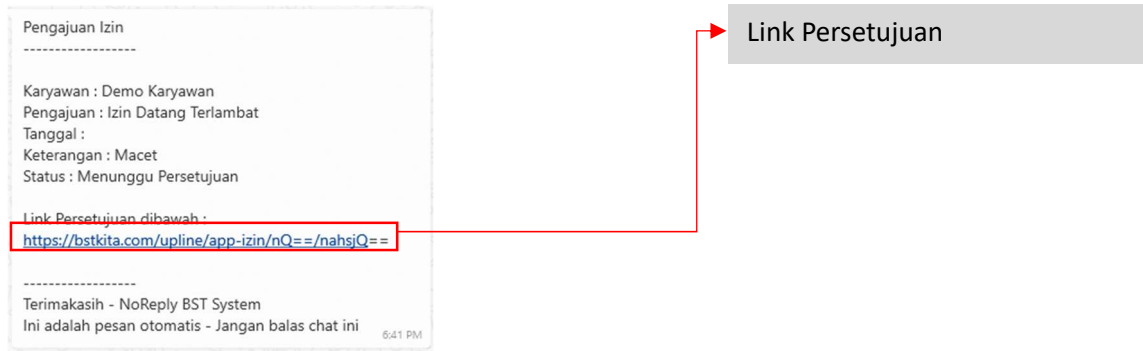 Pengajuan Izin
------------------
Karyawan : Demo Karyawan
Pengajuan : Izin Datang Terlambat
Tanggal :
Keterangan : Macet
Status : Menunggu Persetujuan
Link Persetujuan dibawah :
https://bstkita.com/upline/app-izin/nQ==/nahsjQ==
------------------
Terimakasih - NoReply BST System
Ini adalah pesan otomatis - Jangan balas chat ini
6:41 PM
Link Persetujuan